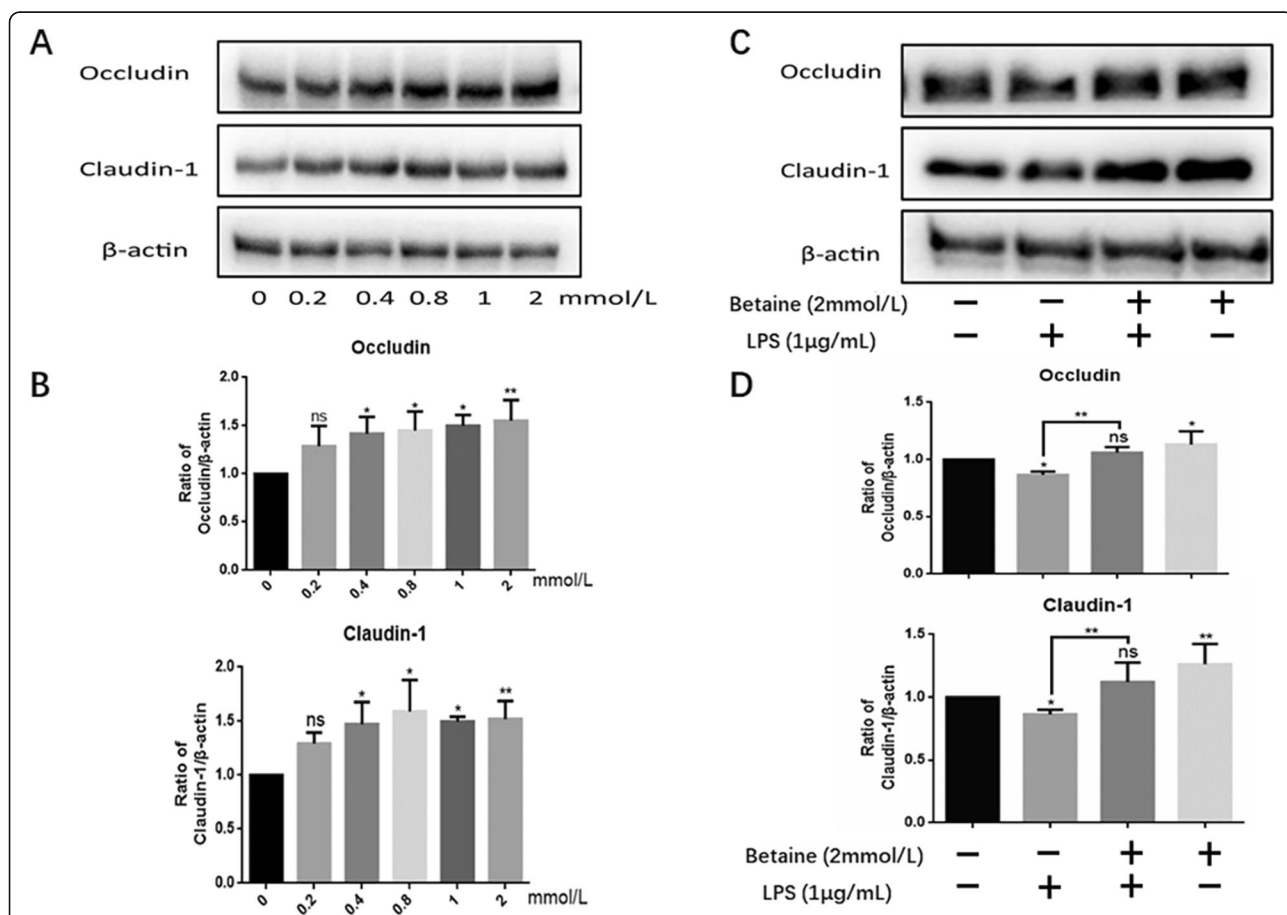 A
Occludin
Claudin-1
β-actin
0 0.2 0.4 0.8 1 2 mmol/L
B
Occludin
Ratio of
Occludin/β-actin
2.0
1.5
1.0
0.5
0.0
ns * * * **
0 0.2 0.4 0.8 1 2 mmol/L
Claudin-1
Ratio of
Claudin-1/β-actin
2.0
1.5
1.0
0.5
0.0
ns * * * **
0 0.2 0.4 0.8 1 2 mmol/L
C
Occludin
Claudin-1
β-actin
Betaine (2mmol/L) − − + +
LPS (1μg/mL) − + + −
D
Occludin
Ratio of
Occludin/β-actin
1.5
1.0
0.5
0.0
**
* ns *
Claudin-1
Ratio of
Claudin-1/β-actin
1.5
1.0
0.5
0.0
**
* ns **
Betaine (2mmol/L) − − + +
LPS (1μg/mL) − + + −